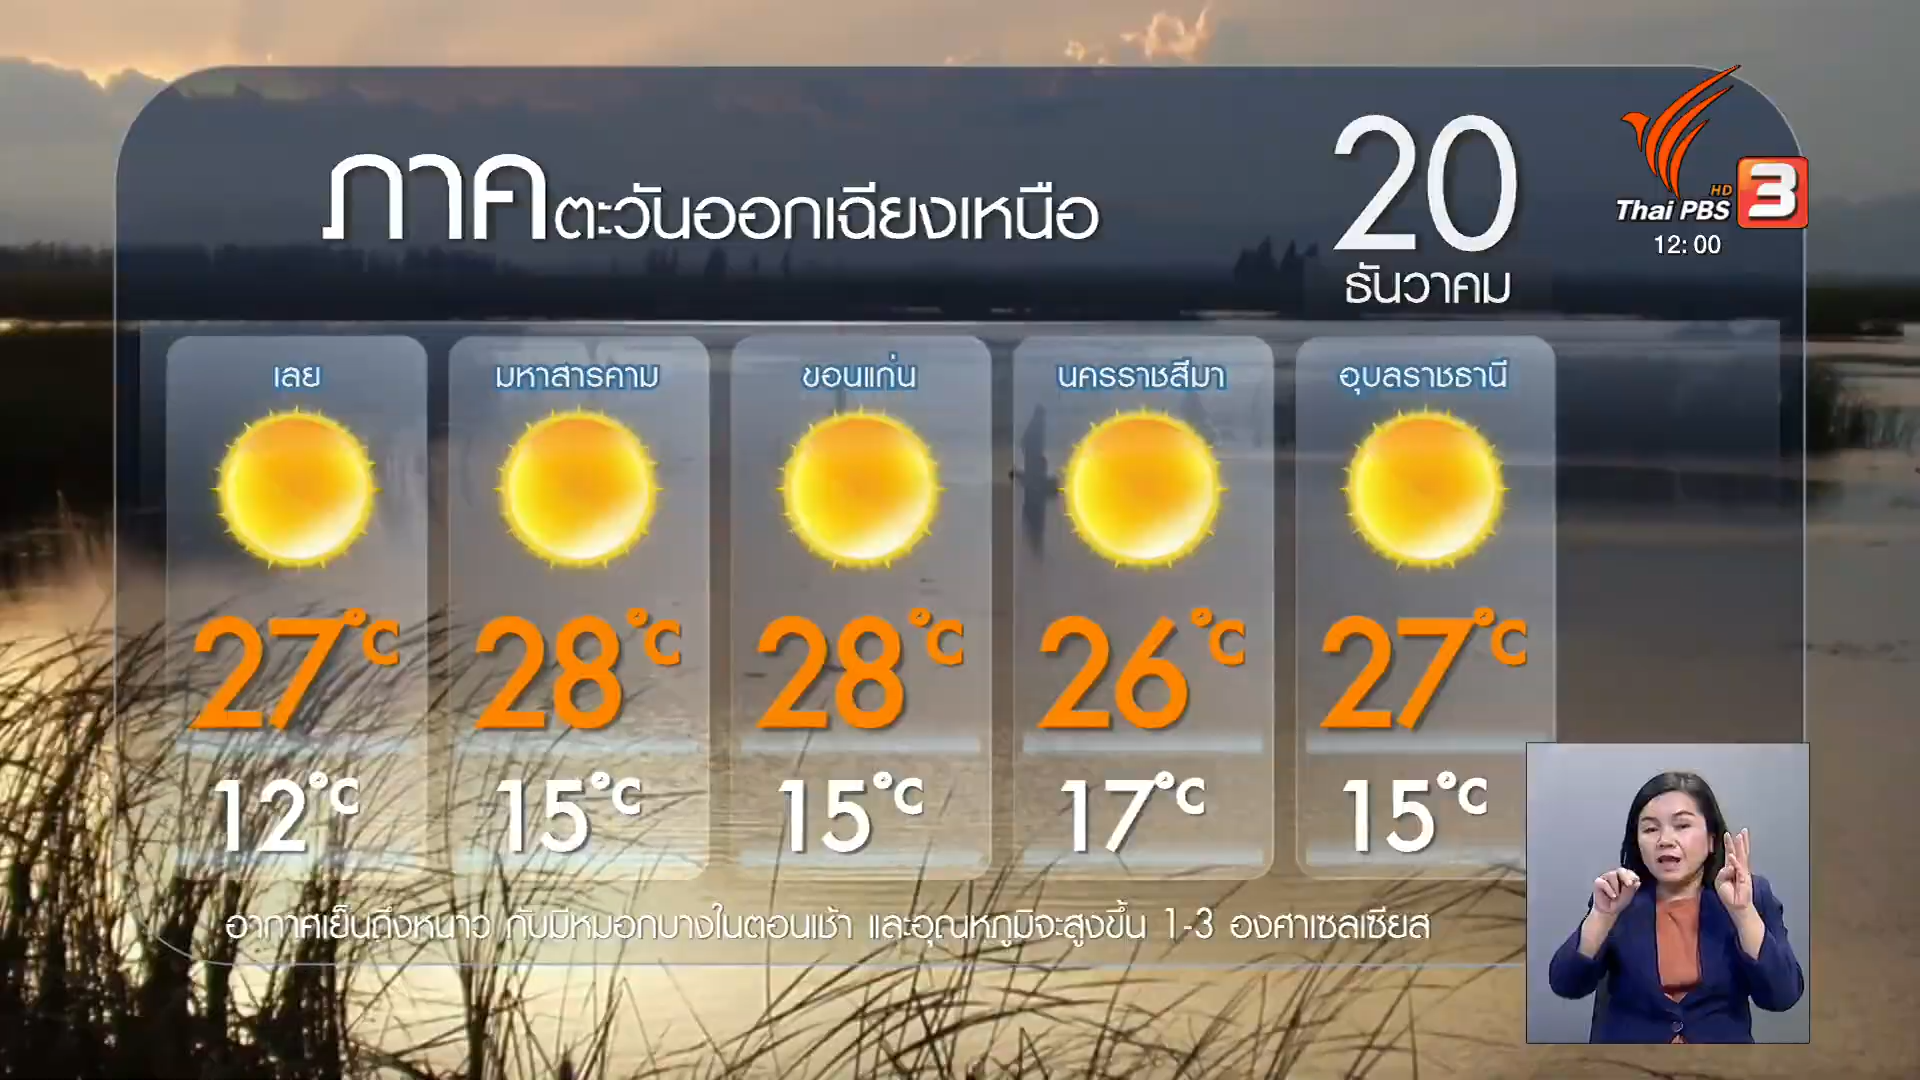 ภาคตะวันออกเฉียงเหนือ
20
ธันวาคม
HD
Thai PBS 3
12:00
เลย มหาสารคาม ขอนแก่น นครราชสีมา อุบลราชธานี
27°C 28°C 28°C 26°C 27°C
12°C 15°C 15°C 17°C 15°C
อากาศเย็นถึงหนาว กับมีหมอกบางในตอนเช้า และอุณหภูมิจะสูงขึ้น 1-3 องศาเซลเซียส